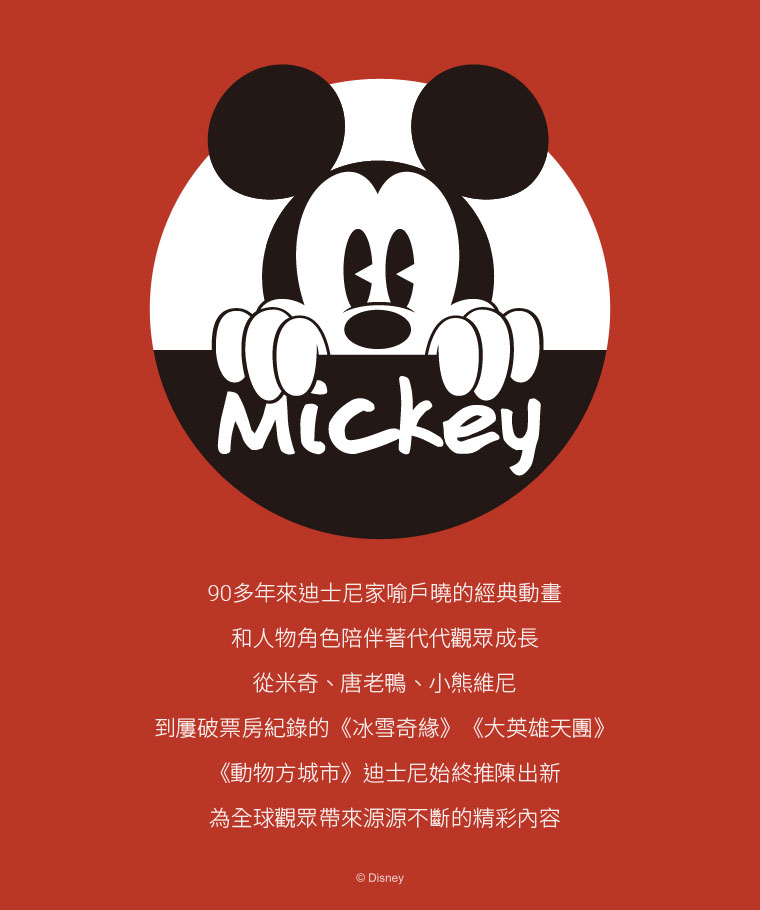 Mickey
90多年來迪士尼家喻戶曉的經典動畫
和人物角色陪伴著代代觀眾成長
從米奇、唐老鴨、小熊維尼
到屢破票房紀錄的《冰雪奇緣》《大英雄天團》
《動物方城市》迪士尼始終推陳出新
為全球觀眾帶來源源不斷的精彩內容
© Disney